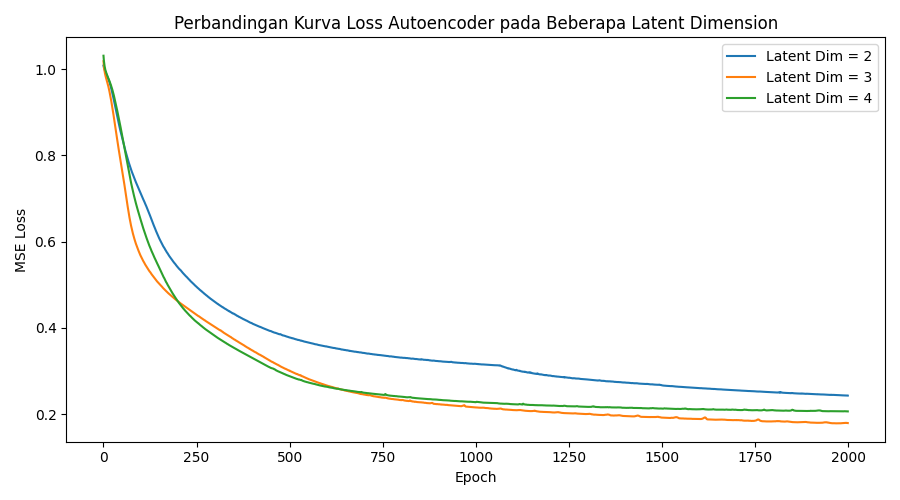 Perbandingan Kurva Loss Autoencoder pada Beberapa Latent Dimension
Latent Dim = 2
Latent Dim = 3
Latent Dim = 4
MSE Loss
1.0
0.8
0.6
0.4
0.2
0 250 500 750 1000 1250 1500 1750 2000
Epoch